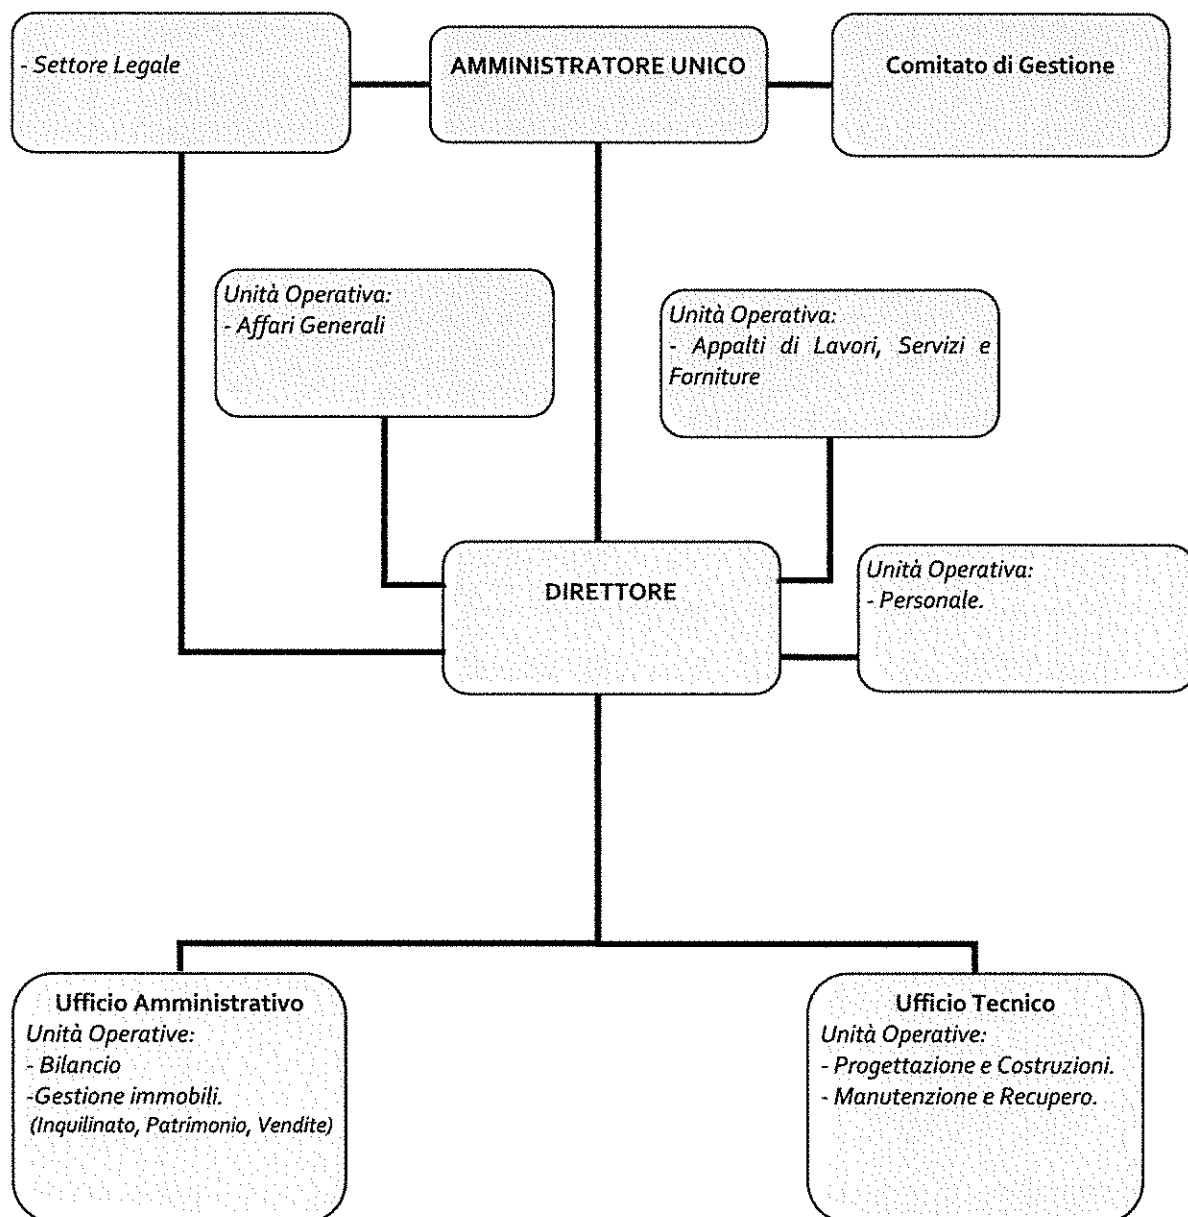 - Settore Legale
AMMINISTRATORE UNICO
Comitato di Gestione
Unità Operativa:
- Affari Generali
Unità Operativa:
- Appalti di Lavori, Servizi e
Forniture
DIRETTORE
Unità Operativa:
- Personale.
Ufficio Amministrativo
Unità Operative:
- Bilancio
-Gestione immobili.
(Inquilinato, Patrimonio, Vendite)
Ufficio Tecnico
Unità Operative:
- Progettazione e Costruzioni.
- Manutenzione e Recupero.